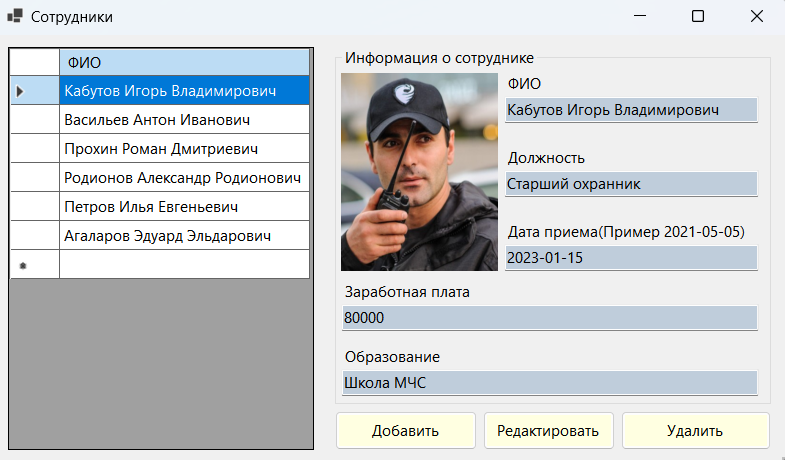 Сотрудники
ФИО
Кабутов Игорь Владимирович
Васильев Антон Иванович
Прохин Роман Дмитриевич
Родионов Александр Родионович
Петров Илья Евгеньевич
Агаларов Эдуард Эльдарович
Информация о сотруднике
ФИО
Кабутов Игорь Владимирович
Должность
Старший охранник
Дата приема(Пример 2021-05-05)
2023-01-15
Заработная плата
80000
Образование
Школа МЧС
Добавить
Редактировать
Удалить